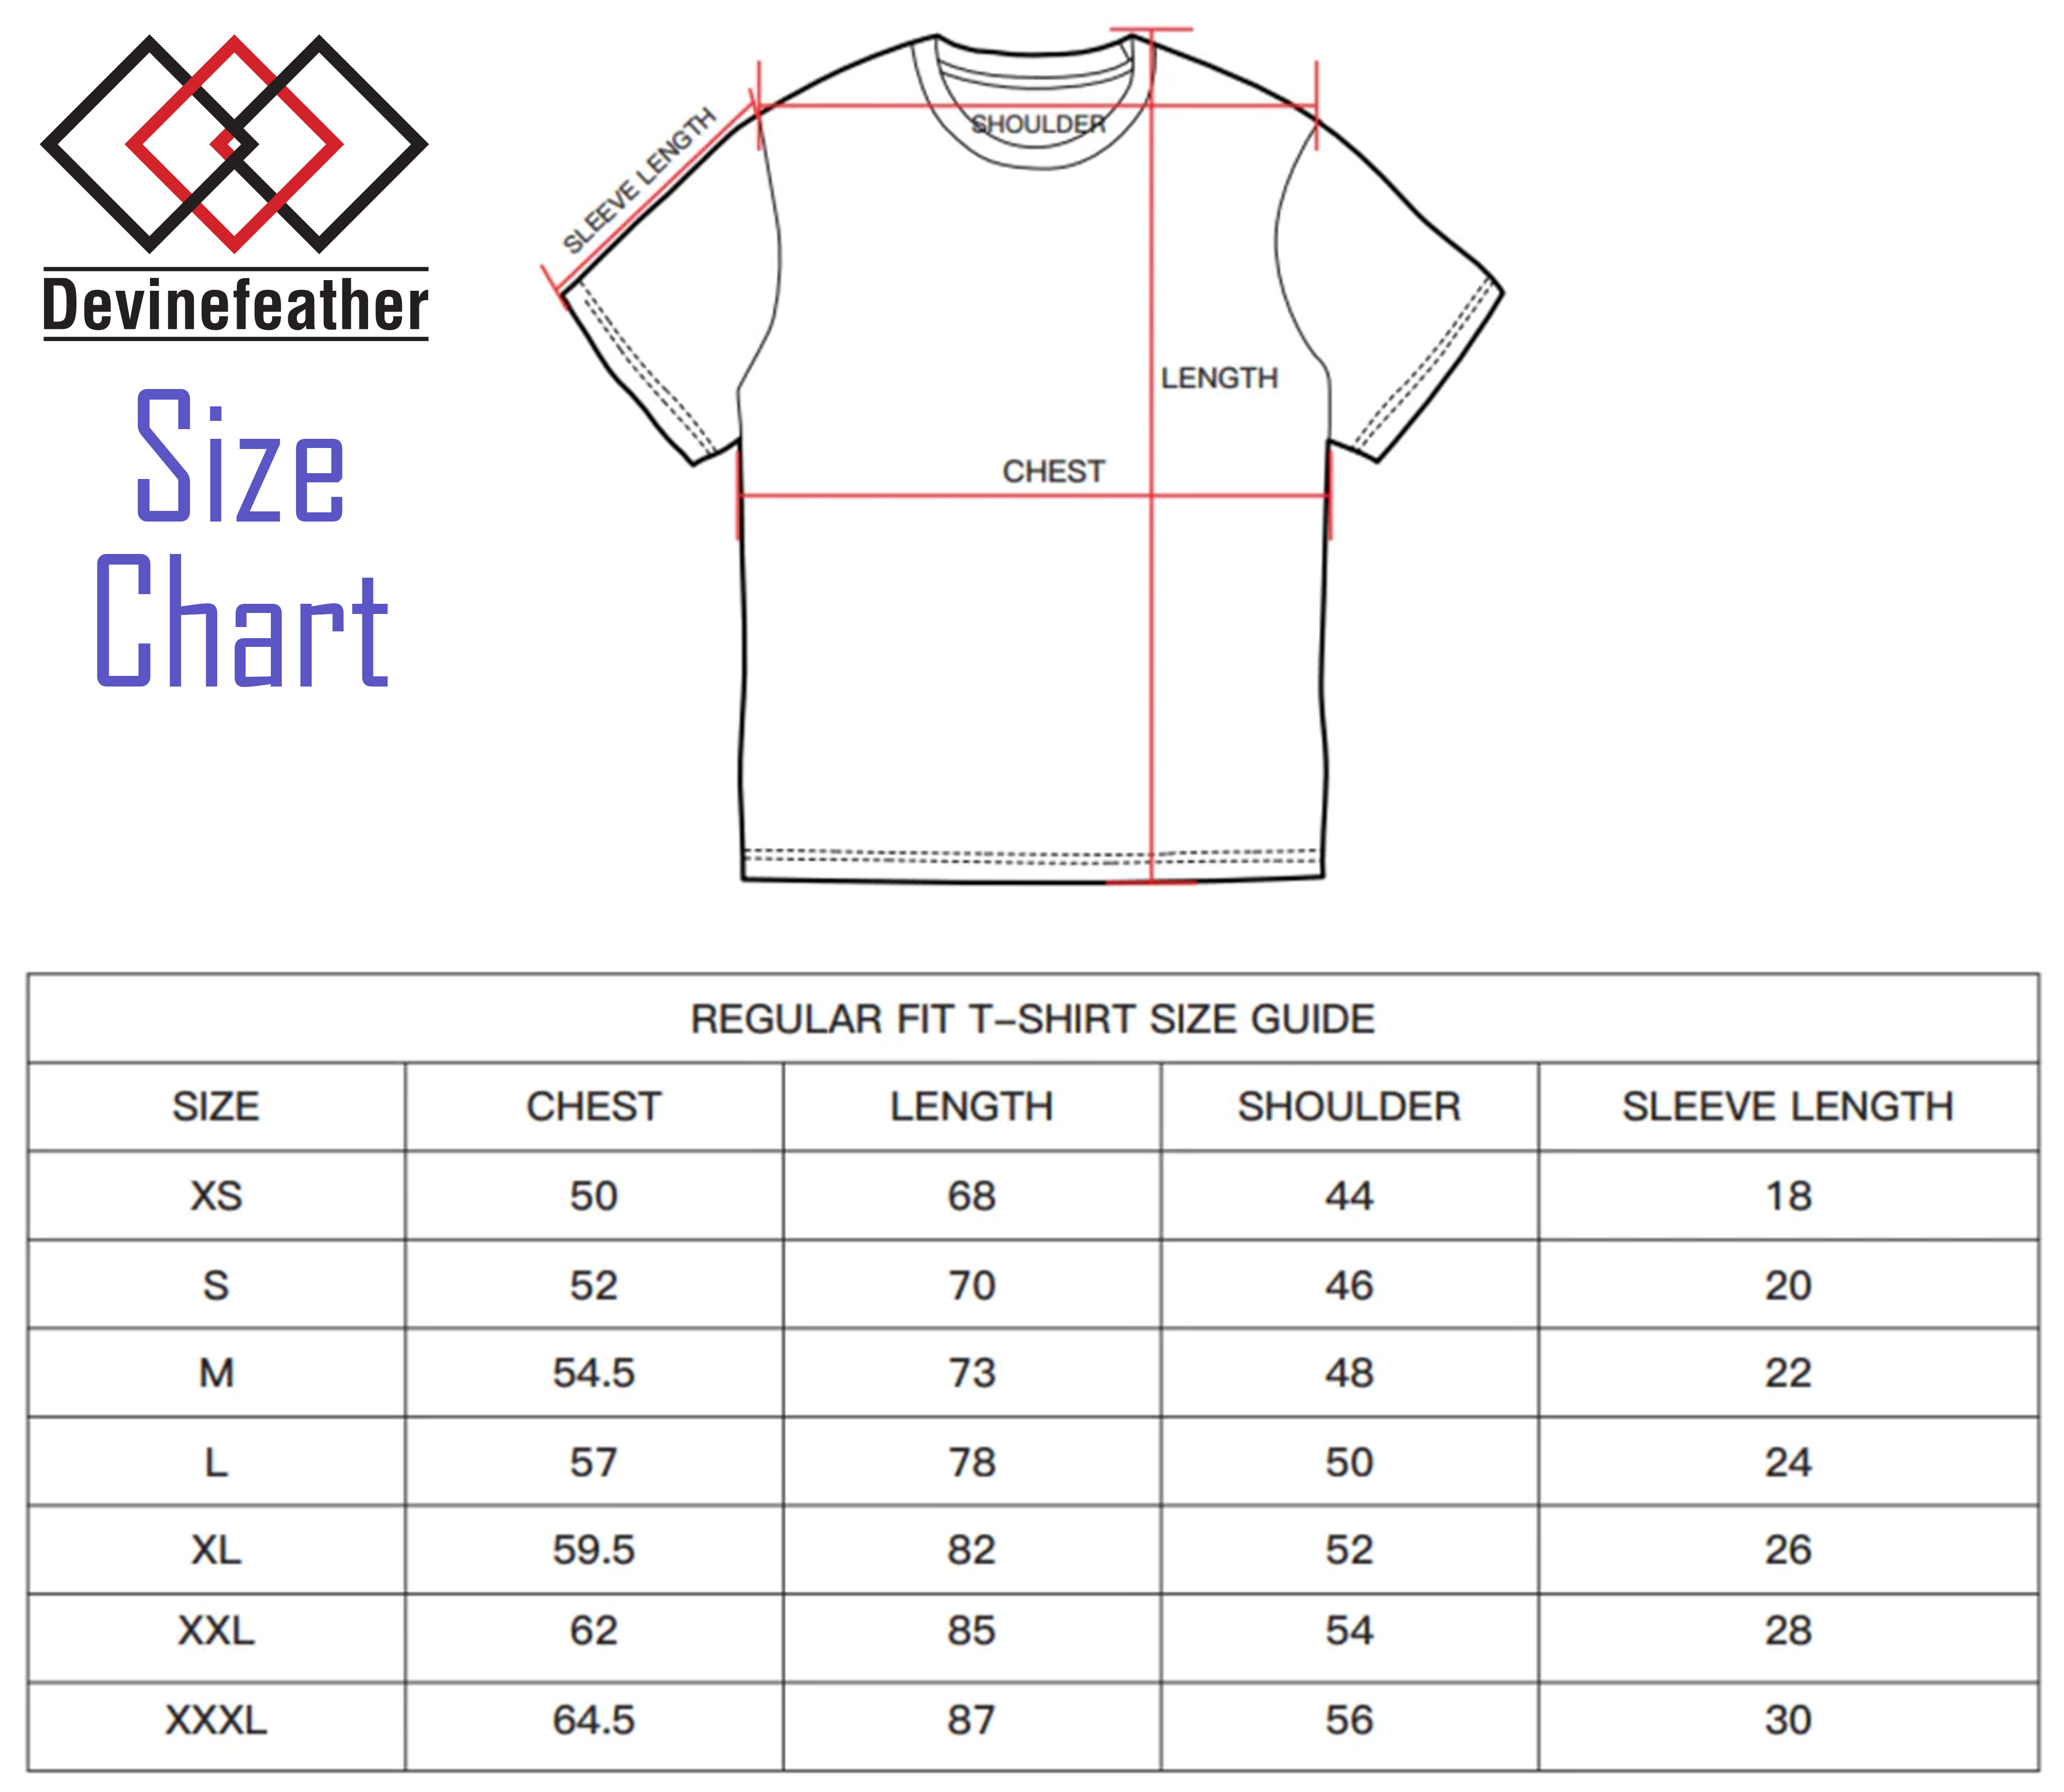 Devinefeather
Size
Chart
SLEEVE LENGTH
SHOULDER
LENGTH
CHEST
REGULAR FIT T-SHIRT SIZE GUIDE
SIZE CHEST LENGTH SHOULDER SLEEVE LENGTH
XS 50 68 44 18
S 52 70 46 20
M 54.5 73 48 22
L 57 78 50 24
XL 59.5 82 52 26
XXL 62 85 54 28
XXXL 64.5 87 56 30